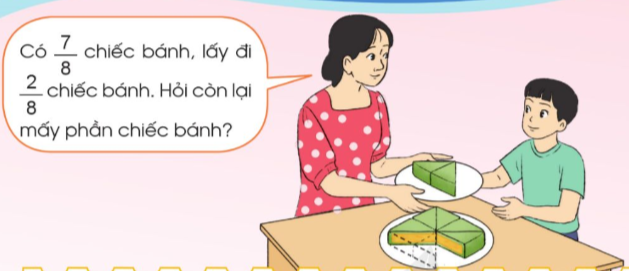 Có 7/8 chiếc bánh, lấy đi
2/8 chiếc bánh. Hỏi còn lại
mấy phần chiếc bánh?